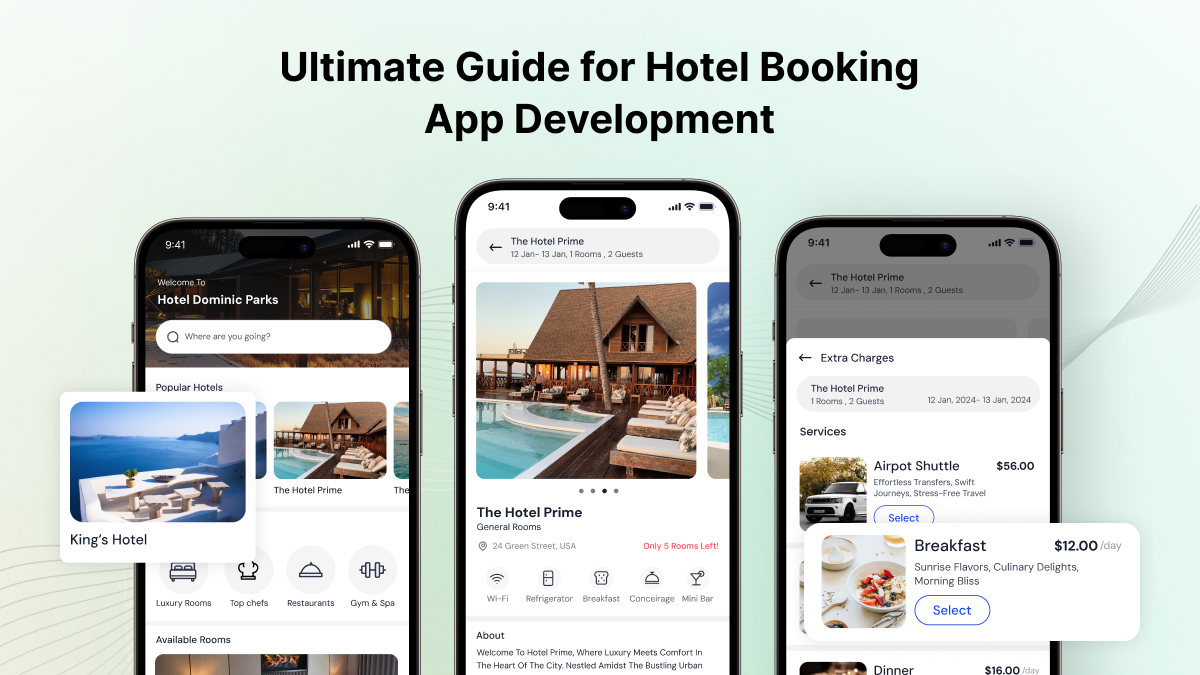 Ultimate Guide for Hotel Booking
App Development
9:41
Welcome To
Hotel Dominic Parks
Where are you going?
Popular Hotels
King's Hotel
The Hotel Prime
The
Luxury Rooms
Top chefs
Restaurants
Gym & Spa
Available Rooms
9:41
The Hotel Prime
12 Jan- 13 Jan, 1 Rooms , 2 Guests
The Hotel Prime
General Rooms
24 Green Street, USA
Only 5 Rooms Left!
Wi-Fi
Refrigerator
Breakfast
Conceirage
Mini Bar
About
Welcome To Hotel Prime, Where Luxury Meets Comfort In
The Heart Of The City. Nestled Amidst The Bustling Urban
9:41
The Hotel Prime
12 Jan- 13 Jan, 1 Rooms , 2 Guests
Extra Charges
The Hotel Prime
1 Rooms , 2 Guests
12 Jan, 2024- 13 Jan, 2024
Services
Airpot Shuttle
$56.00
Effortless Transfers, Swift
Journeys, Stress-Free Travel
Select
Breakfast
$12.00 /day
Sunrise Flavors, Culinary Delights,
Morning Bliss
Select
Dinner
$16.00 /day